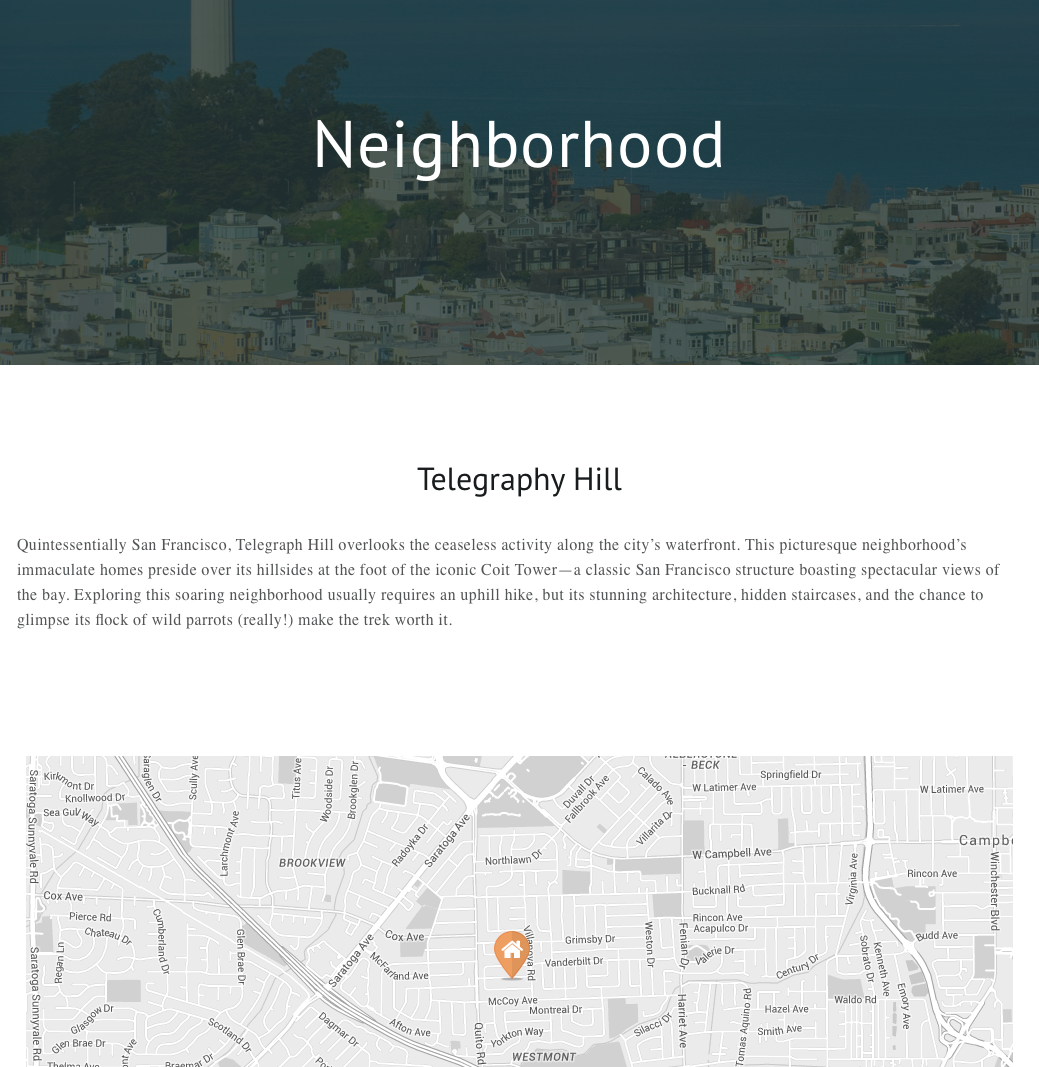 Neighborhood
Telegraphy Hill
Quintessentially San Francisco, Telegraph Hill overlooks the ceaseless activity along the city’s waterfront. This picturesque neighborhood’s
immaculate homes preside over its hillsides at the foot of the iconic Coit Tower—a classic San Francisco structure boasting spectacular views of
the bay. Exploring this soaring neighborhood usually requires an uphill hike, but its stunning architecture, hidden staircases, and the chance to
glimpse its flock of wild parrots (really!) make the trek worth it.
- BECK
Kirkmont Dr
Knollwood Dr
Sea Gull Way
Saratoga Sunnyvale Rd
Scully Ave
Titus Ave
Woodside Dr
Brookglen Dr
Larchmont Ave
BROOKVIEW
Radoyka Dr
Saratoga Ave
Duvall Dr
Fallbrook Ave
Calado Ave
Villarita Dr
W Latimer Ave
Springfield Dr
W Latimer Ave
Northlawn Dr
W Campbell Ave
Campbe
Virginia Ave
Winchester Blvd
Rincon Ave
Bucknall Rd
Cox Ave
Pierce Rd
Chateau Dr
Cumberland Dr
Glen Brae Dr
Regan Ln
Saratoga Sunnyvale Rd
Saratoga Ave
Cox Ave
McFarland Ave
Villanova Rd
Grimsby Dr
Vanderbilt Dr
Weston Dr
Fenian Dr
Rincon Ave
Acapulco Dr
Valerie Dr
Century Dr
Sobrato Dr
Kenneth Ave
Emory Ave
Budd Ave
McCoy Ave
Montreal Dr
Yorkton Way
Quito Rd
WESTMONT
Silacci Dr
Harriet Ave
Tomas Aquino Rd
Hazel Ave
Smith Ave
Waldo Rd
Glasgow Dr
Glen Brae Dr
Thelma Ave
Scotland Dr
Braemar Dr
Dagmar Dr
Afton Ave